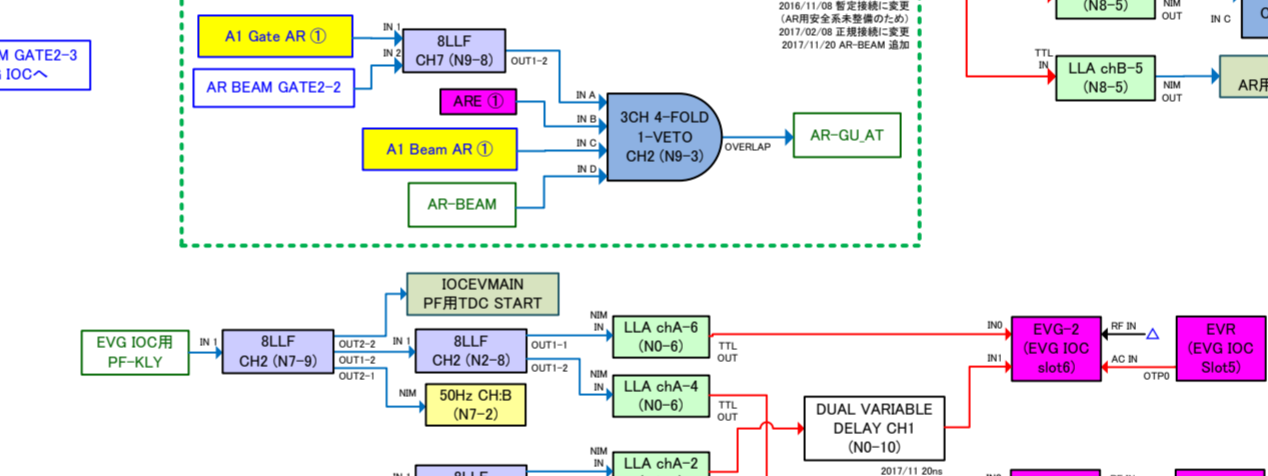 2016/11/08 暫定接続に変更
(AR用安全系未整備のため)
2017/02/08 正規接続に変更
2017/11/20 AR-BEAM 追加
(N8-5)
NIM
OUT
IN C
M GATE2-3
IOCへ
A1 Gate AR ①
IN 1
AR BEAM GATE2-2
IN 2
8LLF
CH7 (N9-8)
OUT1-2
ARE ①
A1 Beam AR ①
AR-BEAM
IN A
IN B
IN C
IN D
3CH 4-FOLD
1-VETO
CH2 (N9-3)
OVERLAP
AR-GU_AT
TTL
IN
LLA chB-5
(N8-5)
NIM
OUT
AR用
IOCEVMAIN
PF用TDC START
EVG IOC用
PF-KLY
IN 1
8LLF
CH2 (N7-9)
OUT2-2
OUT1-2
OUT2-1
IN 1
8LLF
CH2 (N2-8)
OUT1-1
OUT1-2
NIM
50Hz CH:B
(N7-2)
NIM
IN
LLA chA-6
(N0-6)
TTL
OUT
NIM
IN
LLA chA-4
(N0-6)
TTL
OUT
NIM
IN
LLA chA-2
DUAL VARIABLE
DELAY CH1
(N0-10)
2017/11 20ns
IN0
IN1
EVG-2
(EVG IOC
slot6)
RF IN
AC IN
OTP0
EVR
(EVG IOC
Slot5)